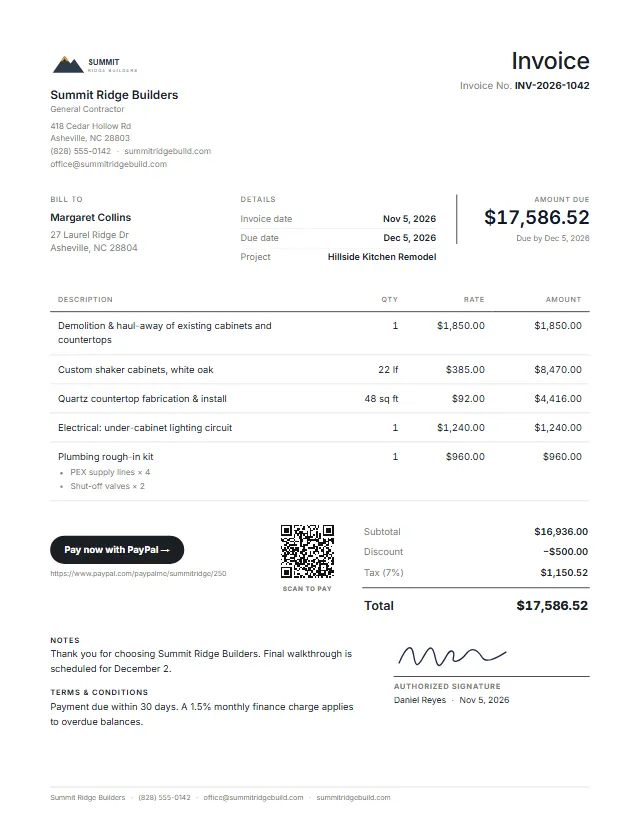 SUMMIT
RIDGE BUILDERS
Invoice
Invoice No. INV-2026-1042
Summit Ridge Builders
General Contractor
418 Cedar Hollow Rd
Asheville, NC 28803
(828) 555-0142 · summitridgebuild.com
office@summitridgebuild.com
BILL TO
Margaret Collins
27 Laurel Ridge Dr
Asheville, NC 28804
DETAILS
Invoice date Nov 5, 2026
Due date Dec 5, 2026
Project Hillside Kitchen Remodel
AMOUNT DUE
$17,586.52
Due by Dec 5, 2026
DESCRIPTION QTY RATE AMOUNT
Demolition & haul-away of existing cabinets and 1 $1,850.00 $1,850.00
countertops
Custom shaker cabinets, white oak 22 lf $385.00 $8,470.00
Quartz countertop fabrication & install 48 sq ft $92.00 $4,416.00
Electrical: under-cabinet lighting circuit 1 $1,240.00 $1,240.00
Plumbing rough-in kit 1 $960.00 $960.00
• PEX supply lines × 4
• Shut-off valves × 2
Pay now with PayPal →
https://www.paypal.com/paypalme/summitridge/250
SCAN TO PAY
Subtotal $16,936.00
Discount −$500.00
Tax (7%) $1,150.52
Total $17,586.52
NOTES
Thank you for choosing Summit Ridge Builders. Final walkthrough is
scheduled for December 2.
TERMS & CONDITIONS
Payment due within 30 days. A 1.5% monthly finance charge applies
to overdue balances.
AUTHORIZED SIGNATURE
Daniel Reyes · Nov 5, 2026
Summit Ridge Builders · (828) 555-0142 · office@summitridgebuild.com · summitridgebuild.com